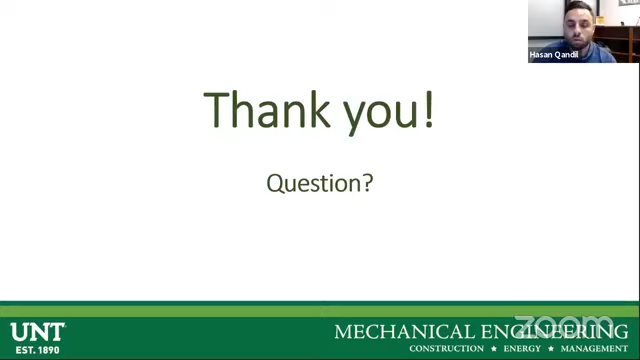 Hasan Qandil
Thank you!
Question?
UNT
EST. 1890
MECHANICAL ENGINEERING
zoom
CONSTRUCTION ★ ENERGY ★ MANAGEMENT